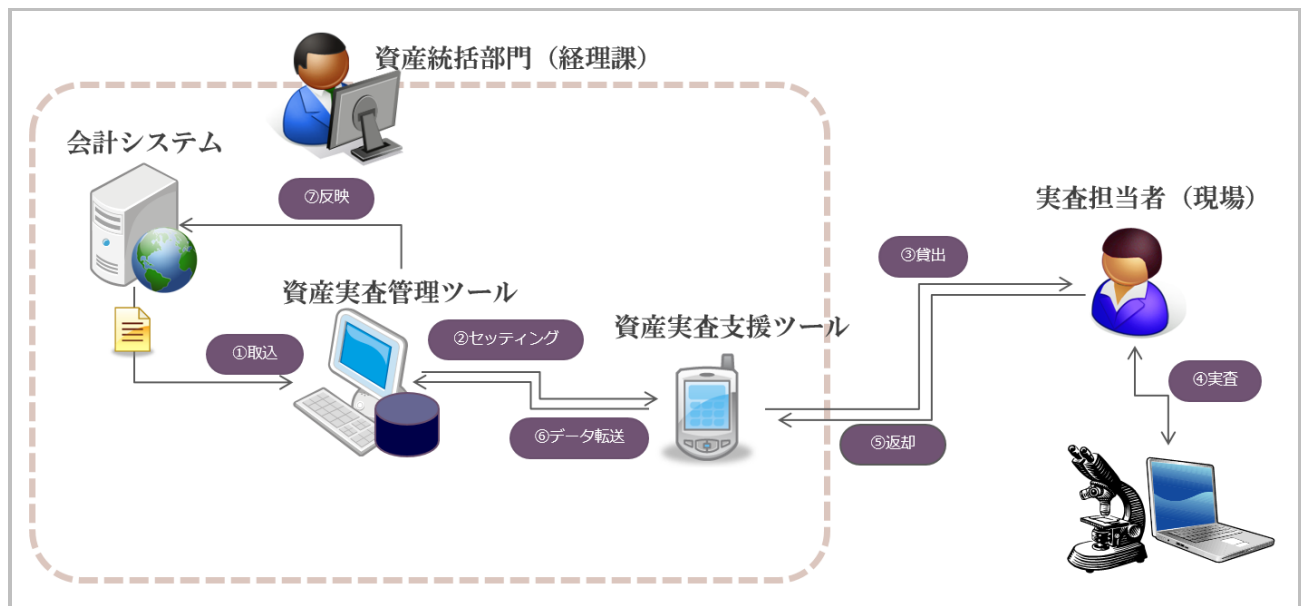 資産統括部門（経理課）
会計システム
⑦反映
実査担当者（現場）
③貸出
資産実査管理ツール
②セッティング
資産実査支援ツール
①取込
④実査
⑥データ転送
⑤返却